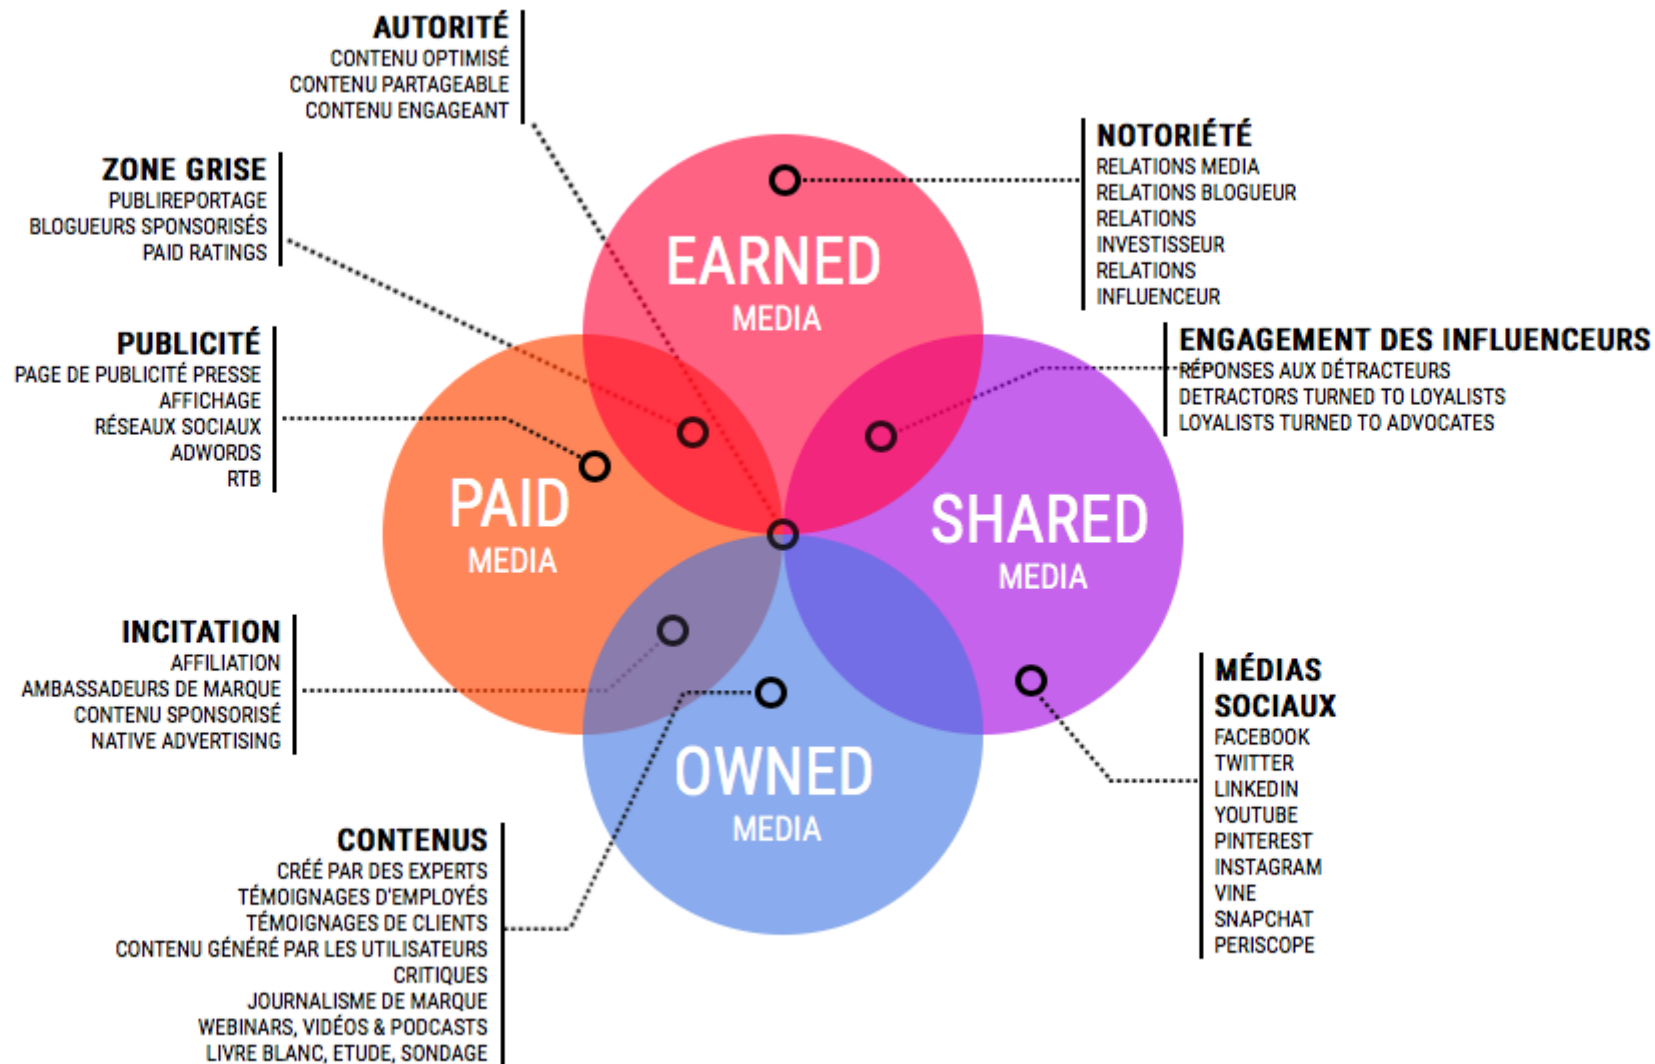 AUTORITÉ
CONTENU OPTIMISÉ
CONTENU PARTAGEABLE
CONTENU ENGAGEANT
ZONE GRISE
PUBLIREPORTAGE
BLOGUEURS SPONSORISÉS
PAID RATINGS
PUBLICITÉ
PAGE DE PUBLICITÉ PRESSE
AFFICHAGE
RÉSEAUX SOCIAUX
ADWORDS
RTB
INCITATION
AFFILIATION
AMBASSADEURS DE MARQUE
CONTENU SPONSORISÉ
NATIVE ADVERTISING
CONTENUS
CRÉÉ PAR DES EXPERTS
TÉMOIGNAGES D'EMPLOYÉS
TÉMOIGNAGES DE CLIENTS
CONTENU GÉNÉRÉ PAR LES UTILISATEURS
CRITIQUES
JOURNALISME DE MARQUE
WEBINARS, VIDÉOS & PODCASTS
LIVRE BLANC, ETUDE, SONDAGE
EARNED
MEDIA
PAID
MEDIA
SHARED
MEDIA
OWNED
MEDIA
NOTORIÉTÉ
RELATIONS MEDIA
RELATIONS BLOGUEUR
RELATIONS
INVESTISSEUR
RELATIONS
INFLUENCEUR
ENGAGEMENT DES INFLUENCEURS
RÉPONSES AUX DÉTRACTEURS
DETRACTORS TURNED TO LOYALISTS
LOYALISTS TURNED TO ADVOCATES
MÉDIAS
SOCIAUX
FACEBOOK
TWITTER
LINKEDIN
YOUTUBE
PINTEREST
INSTAGRAM
VINE
SNAPCHAT
PERISCOPE